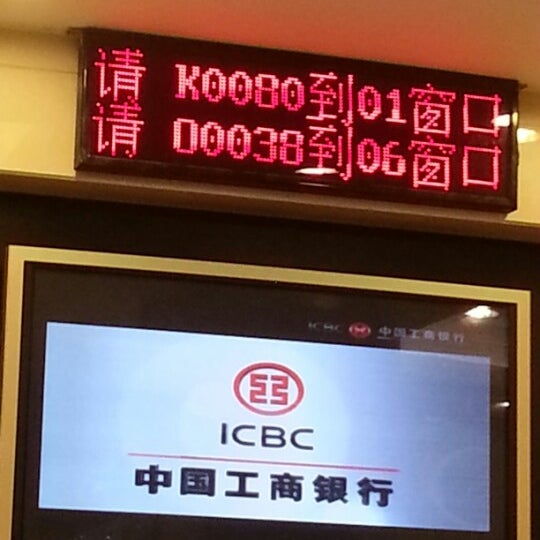 请 K0080到01窗口
请 D0038到06窗口
ICBC 中国工商银行
ICBC
中国工商银行